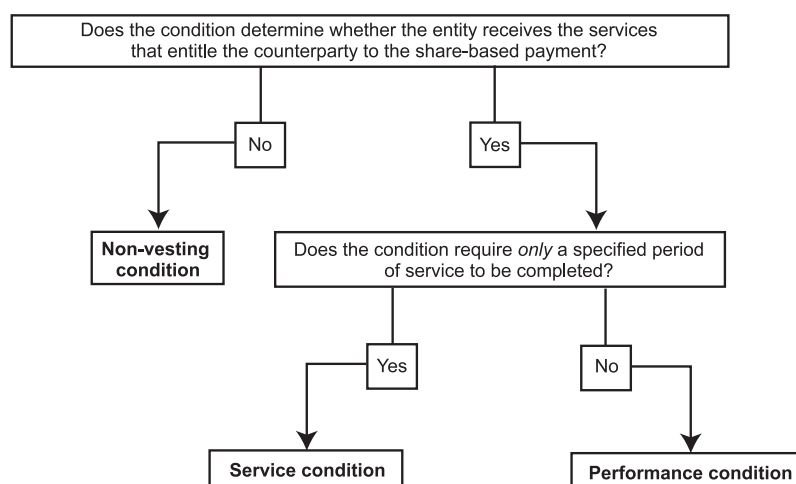 Does the condition determine whether the entity receives the services
that entitle the counterparty to the share-based payment?
No
Yes
Non-vesting
condition
Does the condition require only a specified period
of service to be completed?
Yes
No
Service condition
Performance condition